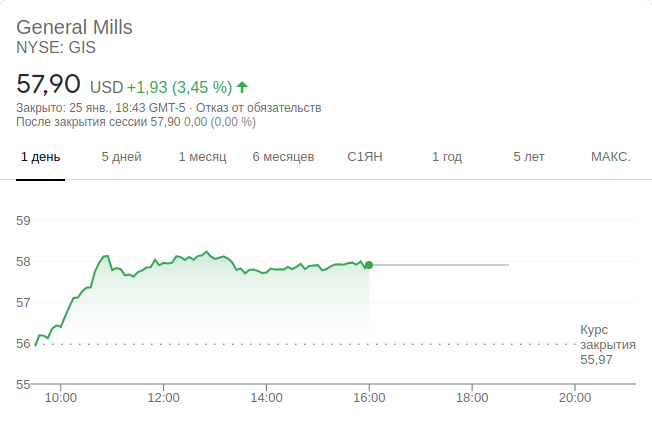 General Mills
NYSE: GIS
57,90 USD +1,93 (3,45 %)
Закрыто: 25 янв., 18:43 GMT-5 · Отказ от обязательств
После закрытия сессии 57,90 0,00 (0,00 %)
1 день 5 дней 1 месяц 6 месяцев С1ЯН 1 год 5 лет МАКС.
59
58
57
Курс
56 закрытия
55,97
55
10:00 12:00 14:00 16:00 18:00 20:00